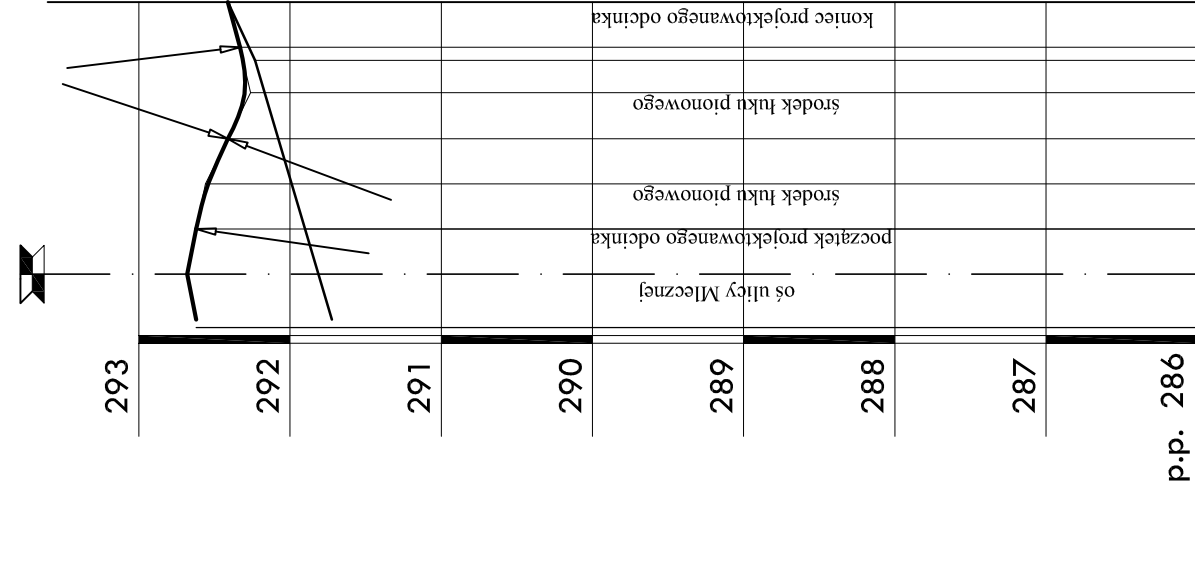 koniec projektowanego odcinka
środek łuku pionowego
środek łuku pionowego
początek projektowanego odcinka
oś ulicy Mlecznej
293
292
291
290
289
288
287
p.p. 286